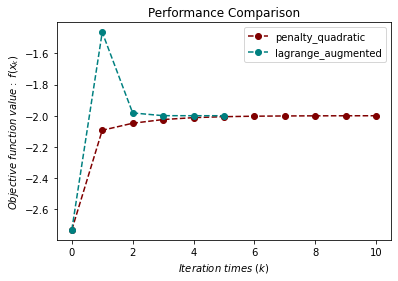 Performance Comparison
penalty_quadratic
lagrange_augmented
Objective function value : f(x_k)
−1.6
−1.8
−2.0
−2.2
−2.4
−2.6
0 2 4 6 8 10
Iteration times (k)